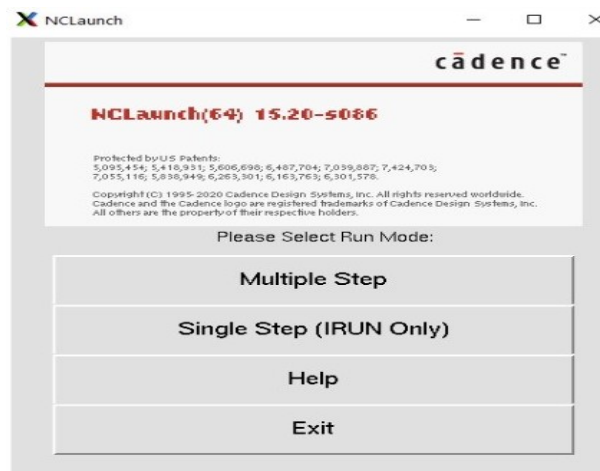 NCLaunch
cādence™
NCLaunch(64) 15.20-s086
Protected by US Patents:
5,095,454; 5,418,931; 5,606,698; 6,487,704; 7,039,887; 7,424,703;
7,055,116; 5,838,949; 6,263,301; 6,163,763; 6,301,578.
Copyright (C) 1995-2020 Cadence Design Systems, Inc. All rights reserved worldwide.
Cadence and the Cadence logo are registered trademarks of Cadence Design Systems, Inc.
All others are the property of their respective holders.
Please Select Run Mode:
Multiple Step
Single Step (IRUN Only)
Help
Exit